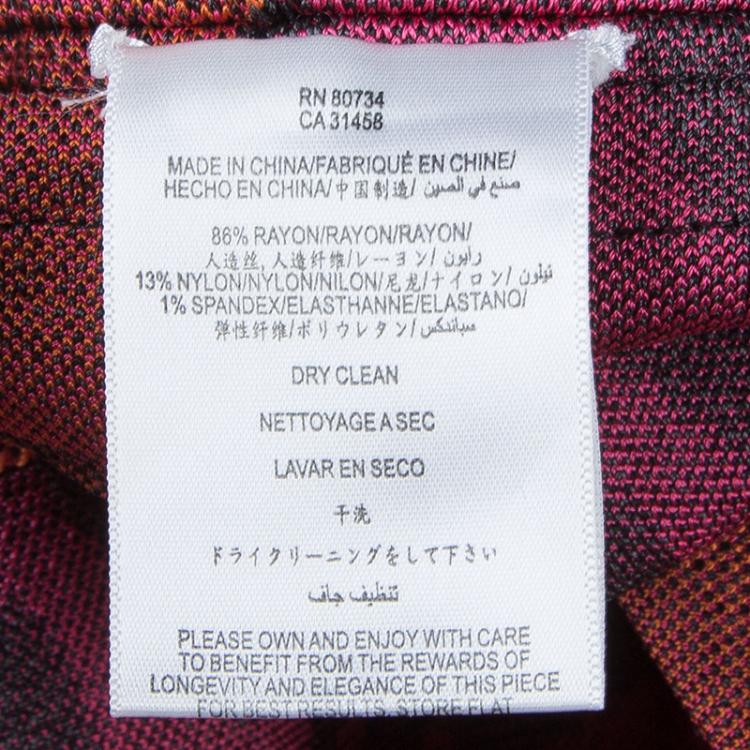 RN 80734
CA 31458
MADE IN CHINA/FABRIQUÉ EN CHINE/
HECHO EN CHINA/中国制造/صنع في الصين
86% RAYON/RAYON/RAYON/
人造丝,人造纤维/レーヨン/رايون
13% NYLON/NYLON/NILON/尼龙/ナイロン/نيلون
1% SPANDEX/ELASTHANNE/ELASTANO/
弹性纤维/ポリウレタン/سباندكس
DRY CLEAN
NETTOYAGE A SEC
LAVAR EN SECO
干洗
ドライクリーニングをして下さい
تنظيف جاف
PLEASE OWN AND ENJOY WITH CARE
TO BENEFIT FROM THE REWARDS OF
LONGEVITY AND ELEGANCE OF THIS PIECE
FOR BEST RESULTS, STORE FLAT